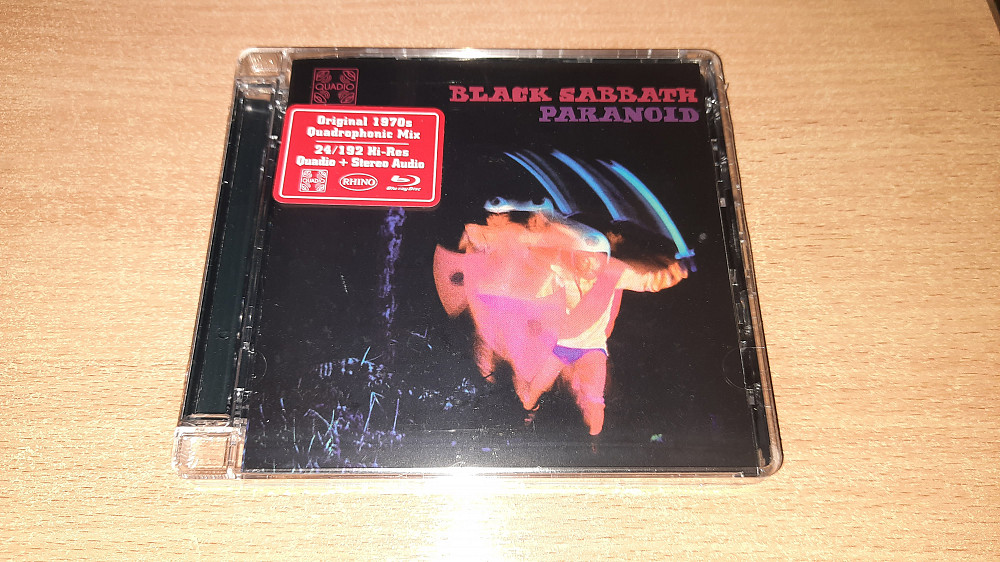 QUADIO
BLACK SABBATH
PARANOID
Original 1970s
Quadrophonic Mix
24/192 Hi-Res
Quadio + Stereo Audio
QUADIO
RHINO
Blu-ray Disc